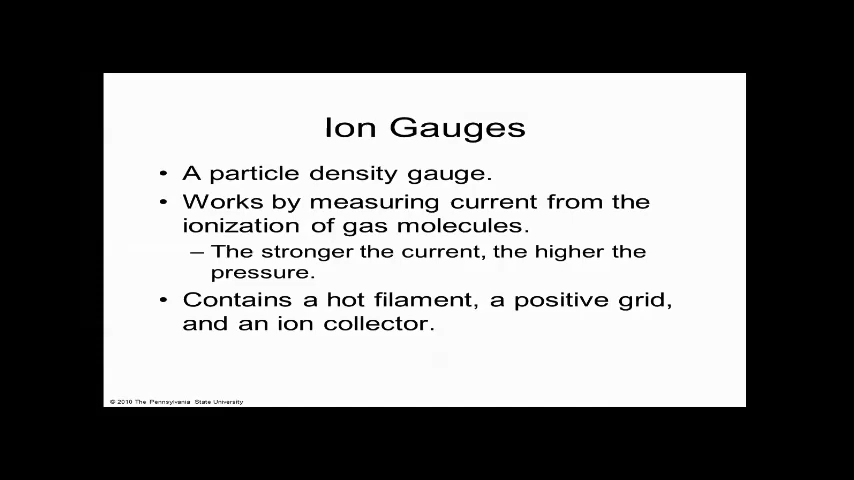 Ion Gauges
• A particle density gauge.
• Works by measuring current from the
ionization of gas molecules.
– The stronger the current, the higher the
pressure.
• Contains a hot filament, a positive grid,
and an ion collector.
© 2010 The Pennsylvania State University